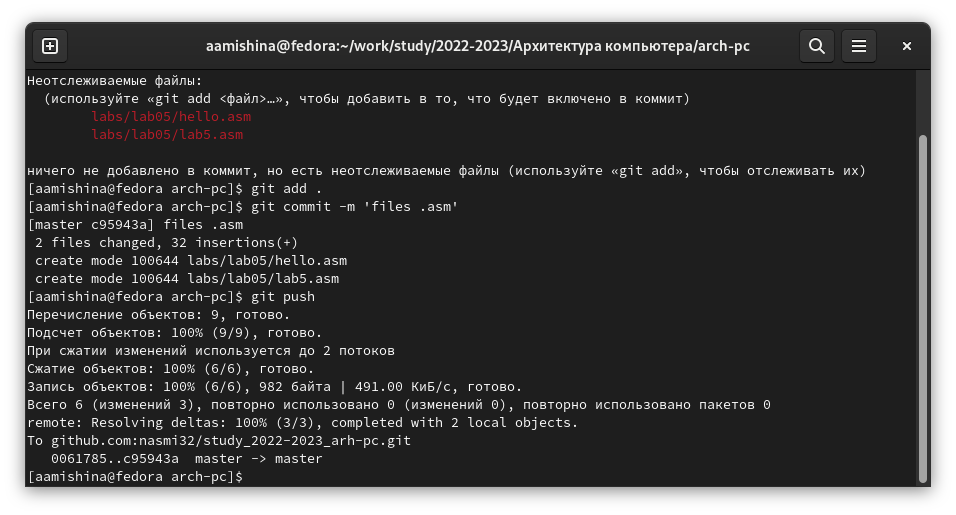 aamishina@fedora:~/work/study/2022-2023/Архитектура компьютера/arch-pc
Неотслеживаемые файлы:
  (используйте «git add <файл>…», чтобы добавить в то, что будет включено в коммит)
        labs/lab05/hello.asm
        labs/lab05/lab5.asm
ничего не добавлено в коммит, но есть неотслеживаемые файлы (используйте «git add», чтобы отслеживать их)
[aamishina@fedora arch-pc]$ git add .
[aamishina@fedora arch-pc]$ git commit -m 'files .asm'
[master c95943a] files .asm
 2 files changed, 32 insertions(+)
 create mode 100644 labs/lab05/hello.asm
 create mode 100644 labs/lab05/lab5.asm
[aamishina@fedora arch-pc]$ git push
Перечисление объектов: 9, готово.
Подсчет объектов: 100% (9/9), готово.
При сжатии изменений используется до 2 потоков
Сжатие объектов: 100% (6/6), готово.
Запись объектов: 100% (6/6), 982 байта | 491.00 КиБ/с, готово.
Всего 6 (изменений 3), повторно использовано 0 (изменений 0), повторно использовано пакетов 0
remote: Resolving deltas: 100% (3/3), completed with 2 local objects.
To github.com:nasmi32/study_2022-2023_arh-pc.git
   0061785..c95943a  master -> master
[aamishina@fedora arch-pc]$